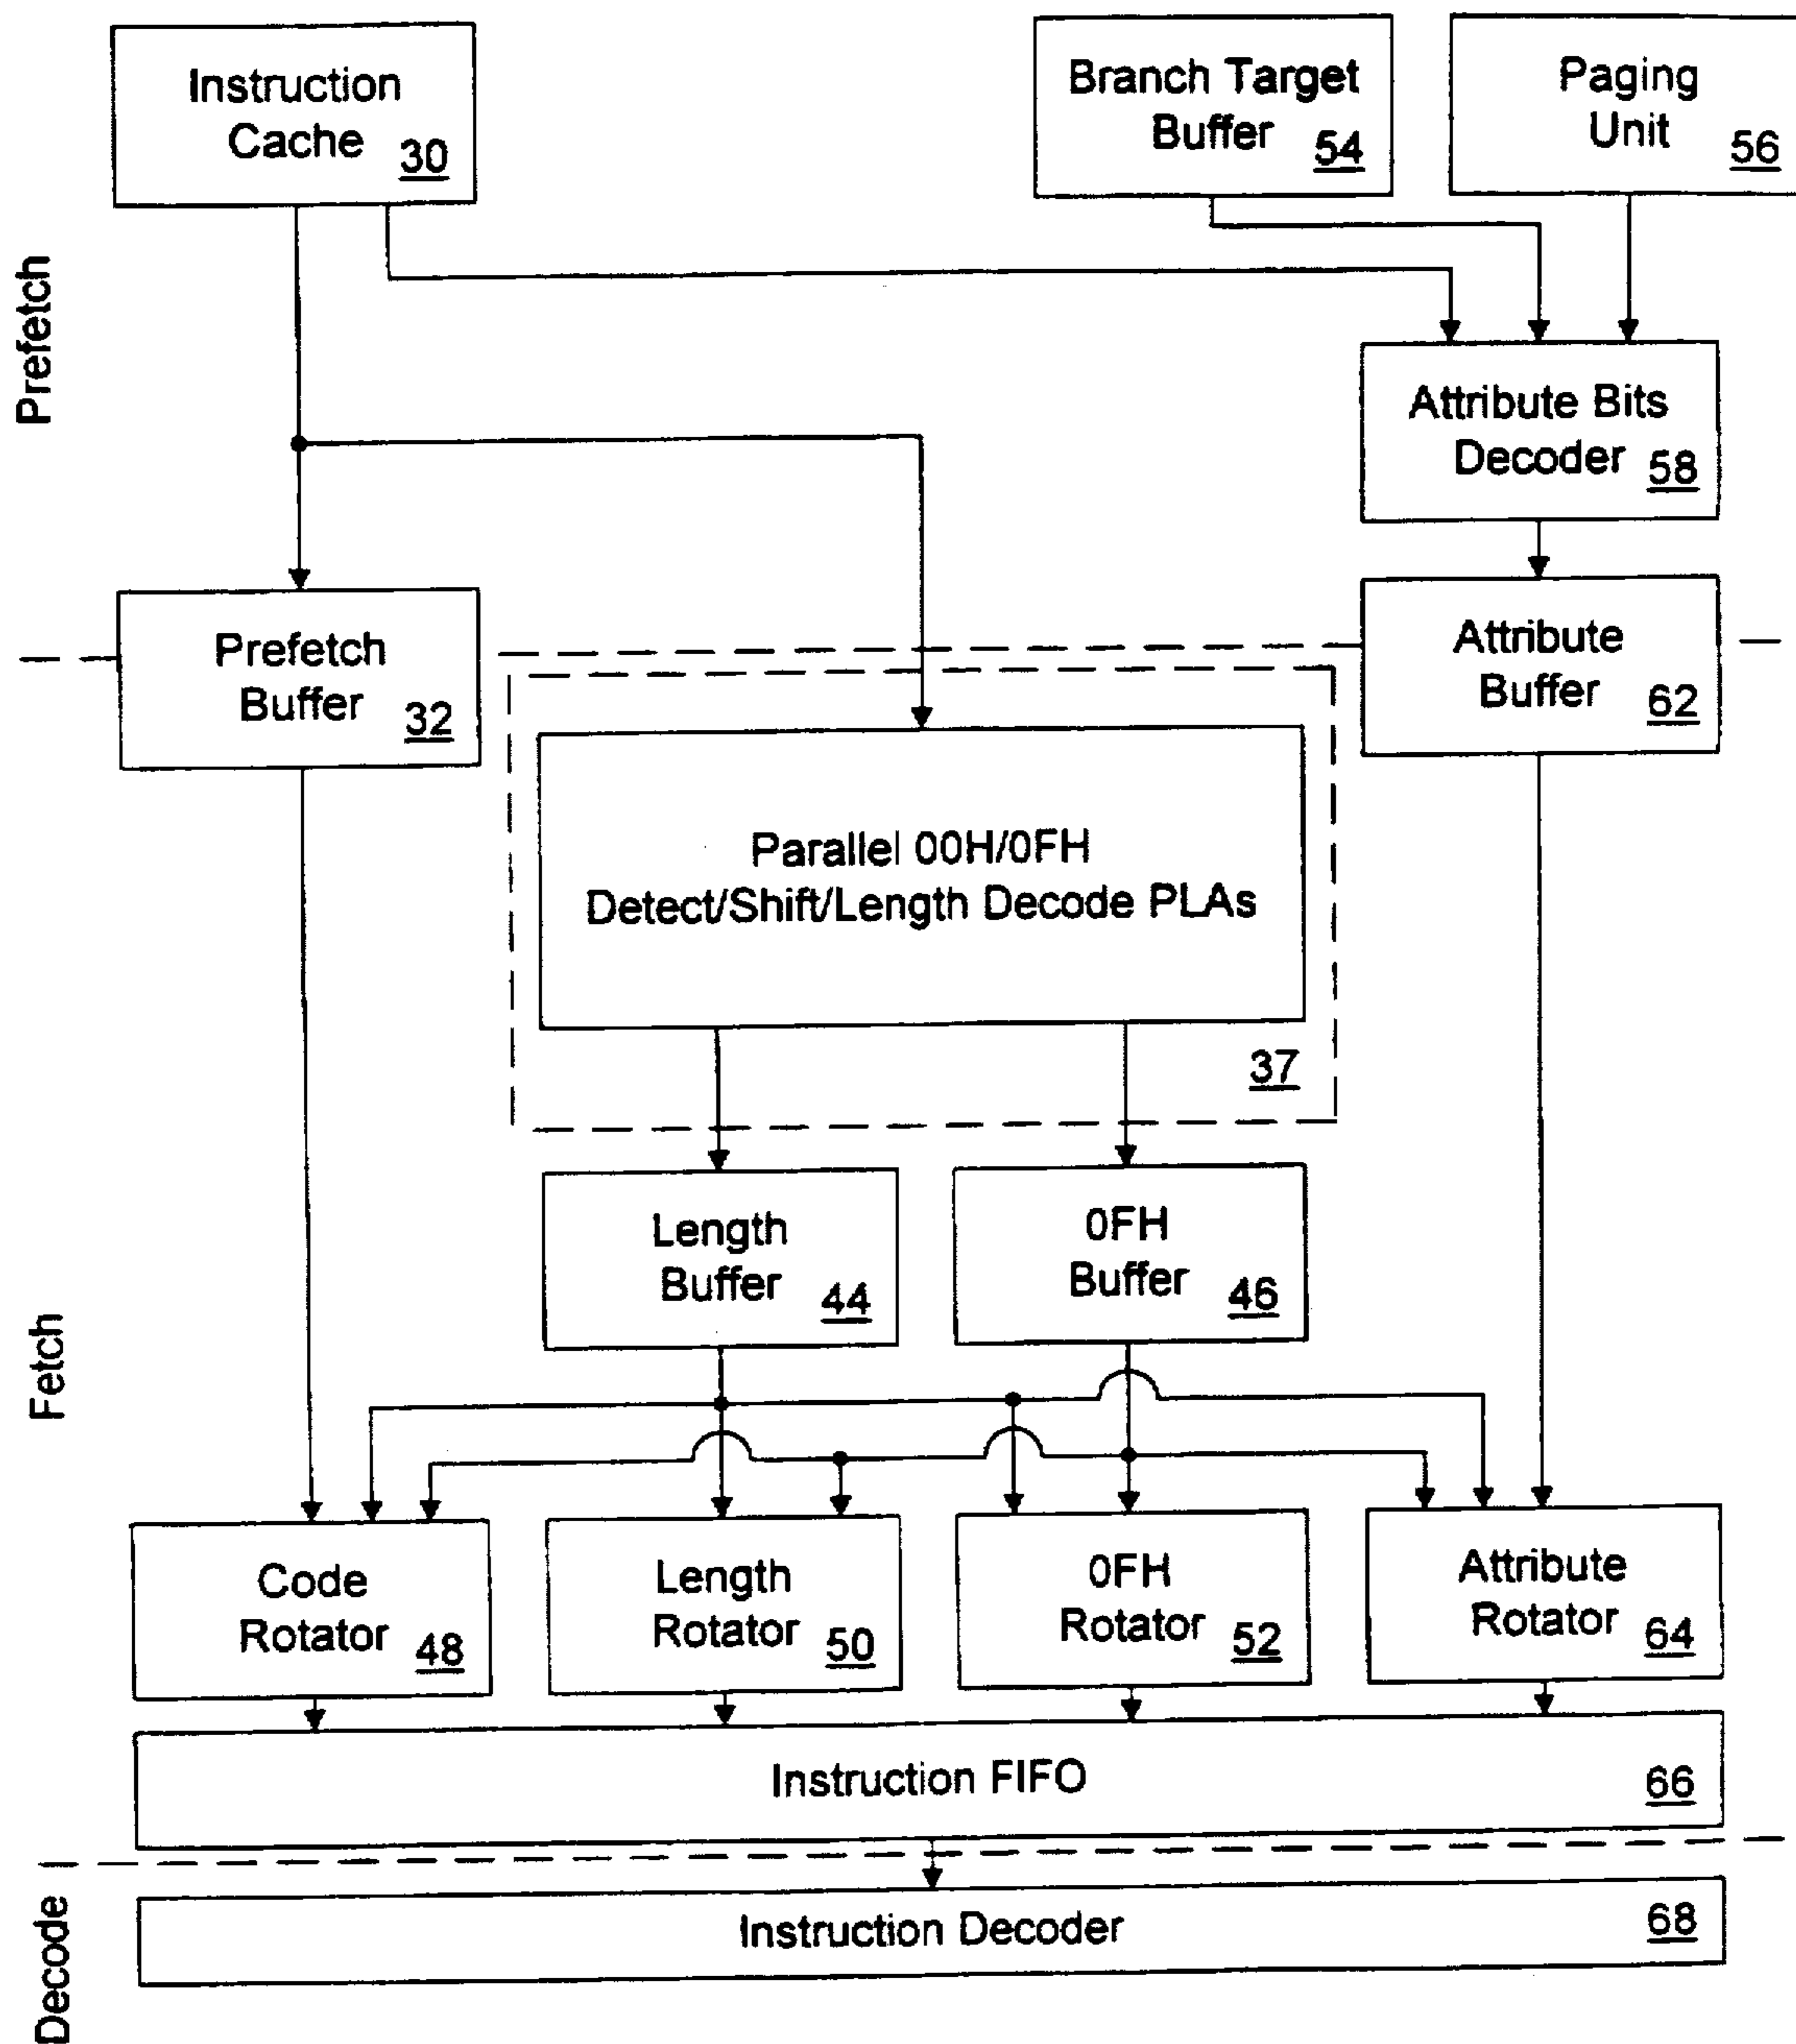 Instruction
Cache 30
Branch Target
Buffer 54
Paging
Unit 56
Prefetch
Attribute Bits
Decoder 58
Prefetch
Buffer 32
Attribute
Buffer 62
Parallel 00H/0FH
Detect/Shift/Length Decode PLAs
37
Length
Buffer 44
0FH
Buffer 46
Fetch
Code
Rotator 48
Length
Rotator 50
0FH
Rotator 52
Attribute
Rotator 64
Instruction FIFO 66
Decode
Instruction Decoder 68